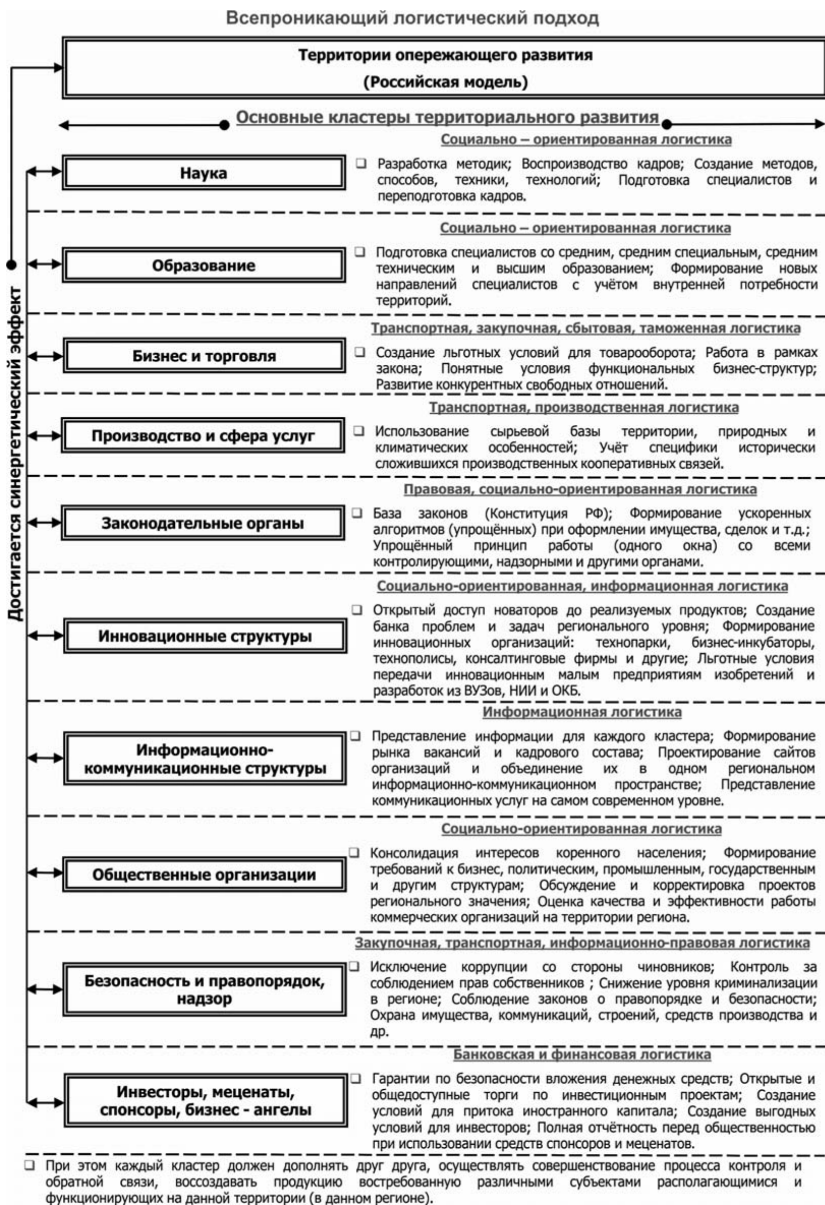 Всепроникающий логистический подход
Территории опережающего развития
(Российская модель)
Основные кластеры территориального развития
Достигается синергетический эффект
Социально – ориентированная логистика
Наука
❑ Разработка методик; Воспроизводство кадров; Создание методов,
способов, техники, технологий; Подготовка специалистов и
переподготовка кадров.
Социально – ориентированная логистика
Образование
❑ Подготовка специалистов со средним, средним специальным, средним
техническим и высшим образованием; Формирование новых
направлений специалистов с учётом внутренней потребности
территорий.
Транспортная, закупочная, сбытовая, таможенная логистика
Бизнес и торговля
❑ Создание льготных условий для товарооборота; Работа в рамках
закона; Понятные условия функциональных бизнес-структур;
Развитие конкурентных свободных отношений.
Транспортная, производственная логистика
Производство и сфера услуг
❑ Использование сырьевой базы территории, природных и
климатических особенностей; Учёт специфики исторически
сложившихся производственных кооперативных связей.
Правовая, социально-ориентированная логистика
Законодательные органы
❑ База законов (Конституция РФ); Формирование ускоренных
алгоритмов (упрощённых) при оформлении имущества, сделок и т.д.;
Упрощённый принцип работы (одного окна) со всеми
контролирующими, надзорными и другими органами.
Социально-ориентированная, информационная логистика
Инновационные структуры
❑ Открытый доступ новаторов до реализуемых продуктов; Создание
банка проблем и задач регионального уровня; Формирование
инновационных организаций: технопарки, бизнес-инкубаторы,
технополисы, консалтинговые фирмы и другие; Льготные условия
передачи инновационным малым предприятиям изобретений и
разработок из ВУЗов, НИИ и ОКБ.
Информационная логистика
Информационно-
коммуникационные структуры
❑ Представление информации для каждого кластера; Формирование
рынка вакансий и кадрового состава; Проектирование сайтов
организаций и объединение их в одном региональном
информационно-коммуникационном пространстве; Представление
коммуникационных услуг на самом современном уровне.
Социально-ориентированная логистика
Общественные организации
❑ Консолидация интересов коренного населения; Формирование
требований к бизнес, политическим, промышленным, государственным
и другим структурам; Обсуждение и корректировка проектов
регионального значения; Оценка качества и эффективности работы
коммерческих организаций на территории региона.
Закупочная, транспортная, информационно-правовая логистика
Безопасность и правопорядок,
надзор
❑ Исключение коррупции со стороны чиновников; Контроль за
соблюдением прав собственников ; Снижение уровня криминализации
в регионе; Соблюдение законов о правопорядке и безопасности;
Охрана имущества, коммуникаций, строений, средств производства и
др.
Банковская и финансовая логистика
Инвесторы, меценаты,
спонсоры, бизнес - ангелы
❑ Гарантии по безопасности вложения денежных средств; Открытые и
общедоступные торги по инвестиционным проектам; Создание
условий для притока иностранного капитала; Создание выгодных
условий для инвесторов; Полная отчётность перед общественностью
при использовании средств спонсоров и меценатов.
❑ При этом каждый кластер должен дополнять друг друга, осуществлять совершенствование процесса контроля и
обратной связи, воссоздавать продукцию востребованную различными субъектами располагающимися и
функционирующих на данной территории (в данном регионе).